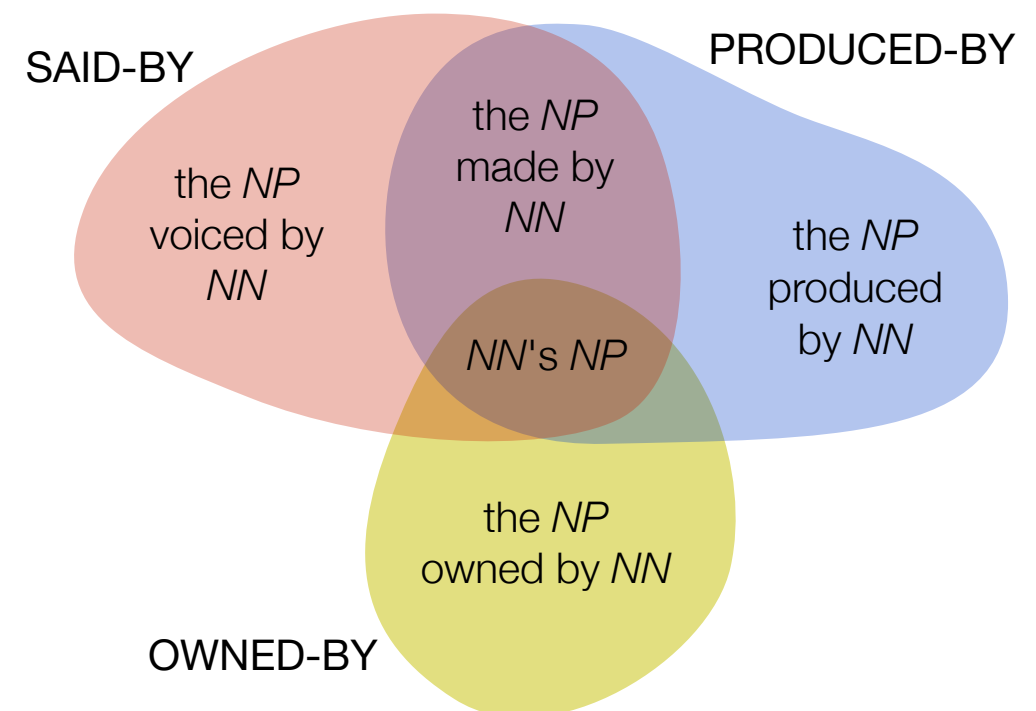 SAID-BY
PRODUCED-BY
the NP
made by
NN
the NP
voiced by
NN
the NP
produced
by NN
NN's NP
the NP
owned by NN
OWNED-BY